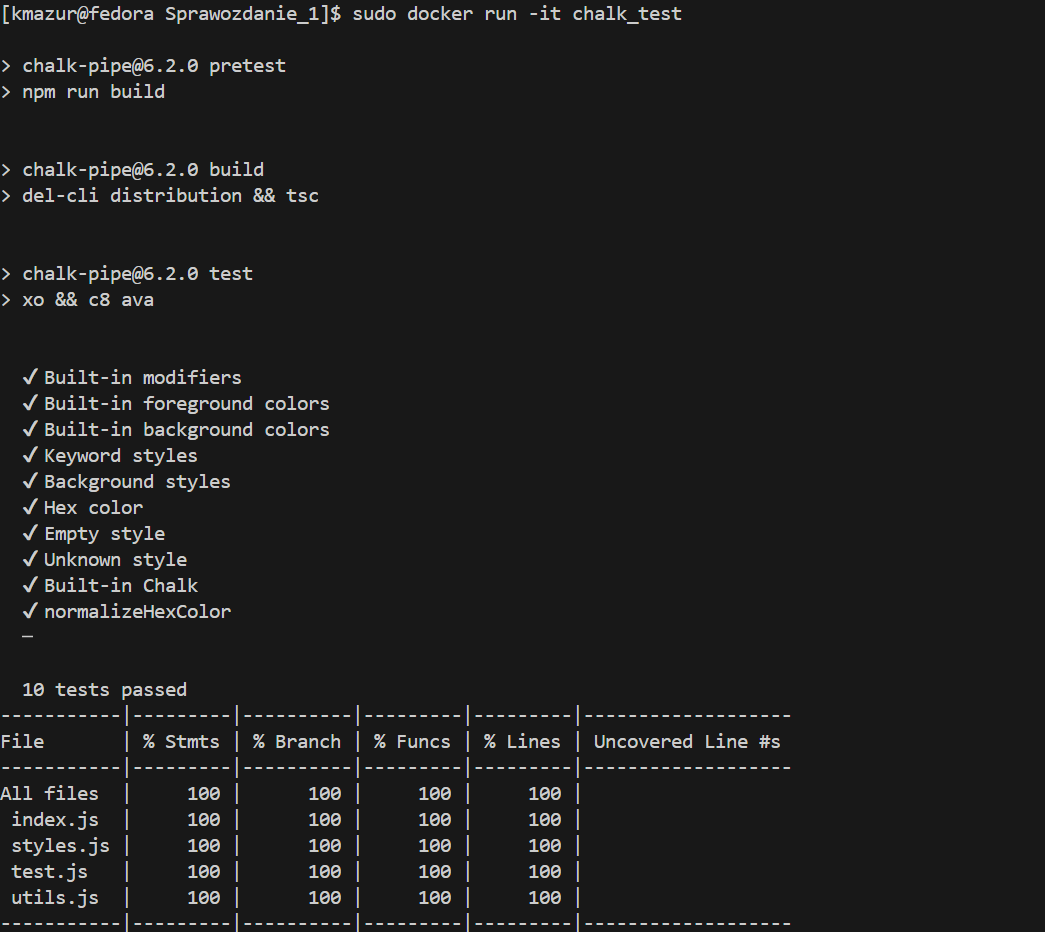 [kmazur@fedora Sprawozdanie_1]$ sudo docker run -it chalk_test
> chalk-pipe@6.2.0 pretest
> npm run build
> chalk-pipe@6.2.0 build
> del-cli distribution && tsc
> chalk-pipe@6.2.0 test
> xo && c8 ava
✔ Built-in modifiers
✔ Built-in foreground colors
✔ Built-in background colors
✔ Keyword styles
✔ Background styles
✔ Hex color
✔ Empty style
✔ Unknown style
✔ Built-in Chalk
✔ normalizeHexColor
─
10 tests passed
-----------|---------|----------|---------|---------|-------------------
File       | % Stmts | % Branch | % Funcs | % Lines | Uncovered Line #s
-----------|---------|----------|---------|---------|-------------------
All files  |     100 |      100 |     100 |     100 |
 index.js  |     100 |      100 |     100 |     100 |
 styles.js |     100 |      100 |     100 |     100 |
 test.js   |     100 |      100 |     100 |     100 |
 utils.js  |     100 |      100 |     100 |     100 |
-----------|---------|----------|---------|---------|-------------------